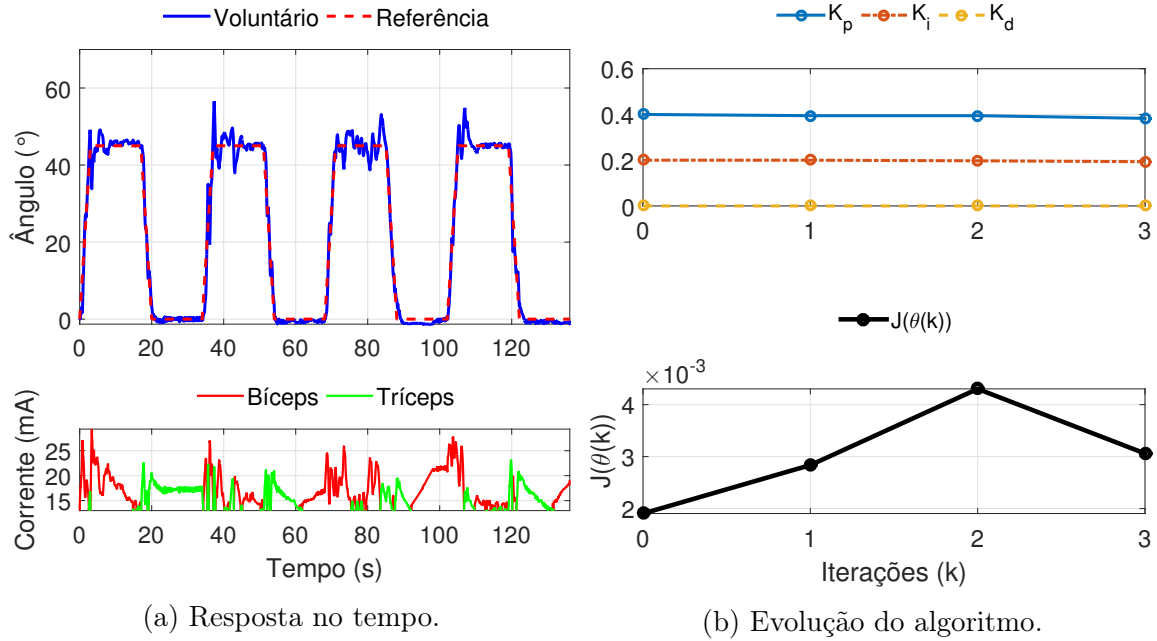 Voluntário Referência
Ângulo (°)
60
40
20
0
0 20 40 60 80 100 120
Bíceps Tríceps
Corrente (mA)
25
20
15
0 20 40 60 80 100 120
Tempo (s)
(a) Resposta no tempo.
K_p K_i K_d
0.6
0.4
0.2
0
0 1 2 3
J(θ(k))
×10^-3
J(θ(k))
4
3
2
0 1 2 3
Iterações (k)
(b) Evolução do algoritmo.